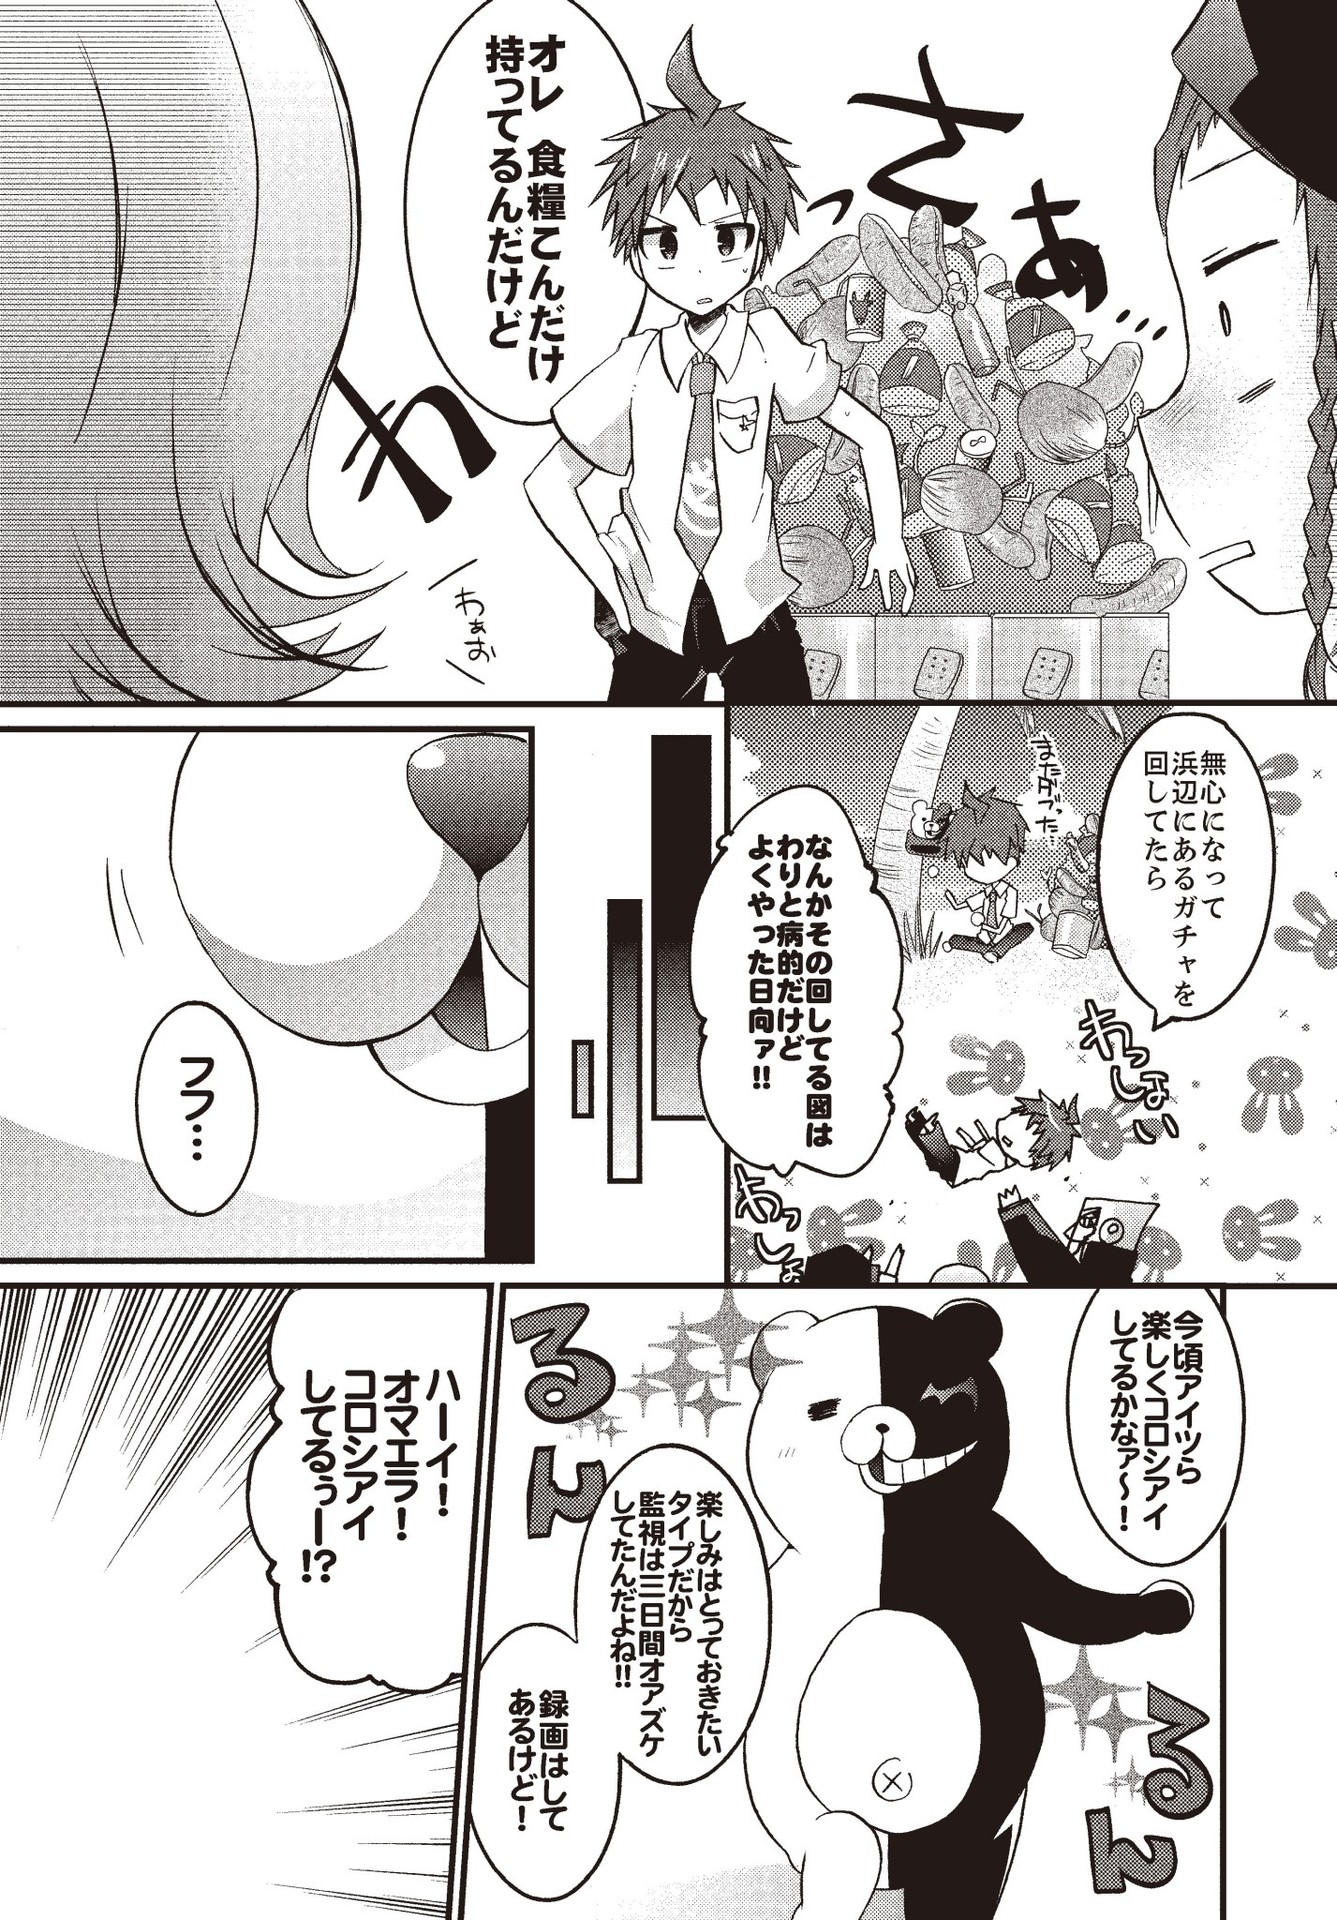 オレ　食糧こんだけ
持ってるんだけど
さぁ…
っ
わ
わぁお
無心になって
浜辺にあるガチャを
回してたら
まただぶった…
なんかその回してる図は
わりと病的だけど
よくやった日向ァ!!
わっしょい
わっしょ
フフ…
今頃アイツら
楽しくコロシアイ
してるかなァ～！
るん
るん
楽しみはとっておきたい
タイプだから
監視は三日間オアズケ
してたんだよね!!
録画はして
あるけど！
ハーイ！
オマエラ！
コロシアイ
してるぅー!?